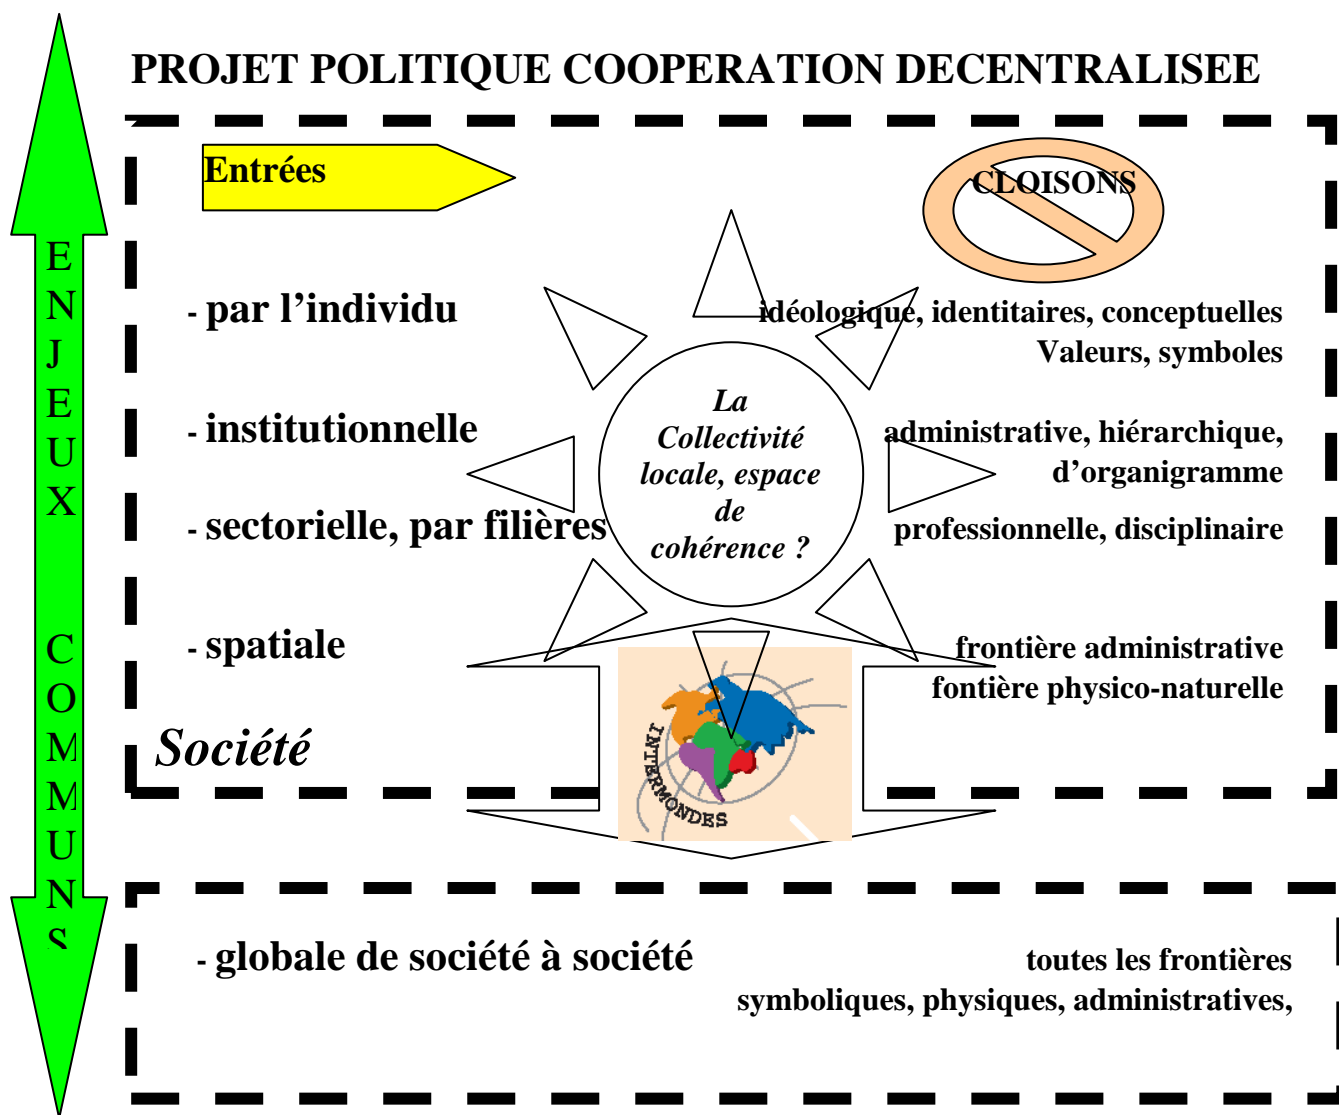 PROJET POLITIQUE COOPERATION DECENTRALISEE
ENJEUX COMMUNS
Entrées
CLOISONS
- par l’individu
idéologique, identitaires, conceptuelles
Valeurs, symboles
- institutionnelle
administrative, hiérarchique,
d’organigramme
- sectorielle, par filières
professionnelle, disciplinaire
La
Collectivité
locale, espace
de
cohérence ?
- spatiale
frontière administrative
fontière physico-naturelle
Société
INTERMONDES
- globale de société à société
toutes les frontières
symboliques, physiques, administratives,